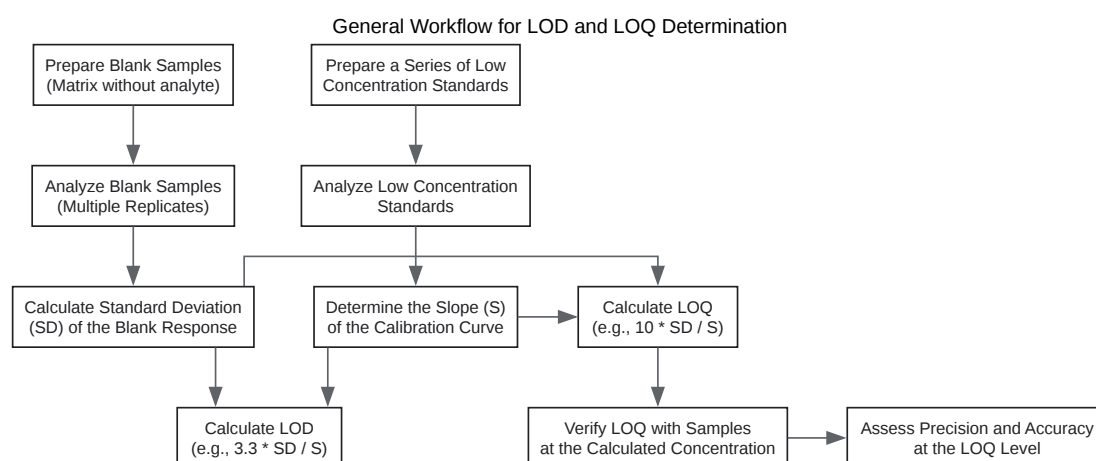 General Workflow for LOD and LOQ Determination
Prepare Blank Samples
(Matrix without analyte)
Prepare a Series of Low
Concentration Standards
Analyze Blank Samples
(Multiple Replicates)
Analyze Low Concentration
Standards
Calculate Standard Deviation
(SD) of the Blank Response
Determine the Slope (S)
of the Calibration Curve
Calculate LOQ
(e.g., 10 * SD / S)
Calculate LOD
(e.g., 3.3 * SD / S)
Verify LOQ with Samples
at the Calculated Concentration
Assess Precision and Accuracy
at the LOQ Level